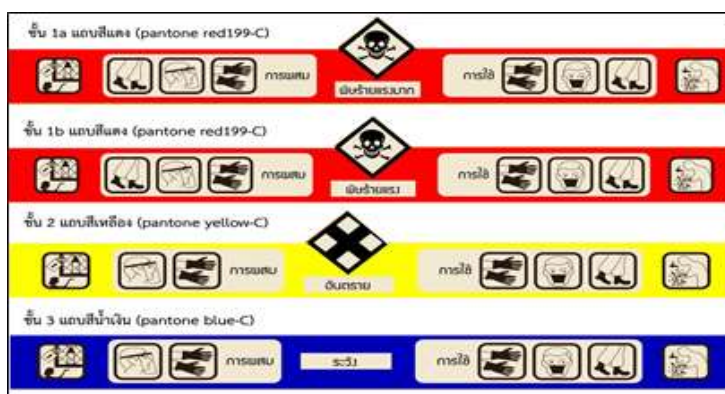 ชั้น 1a แถบสีแดง (pantone red199-C)
การผสม
พิษร้ายแรงมาก
การใช้
ชั้น 1b แถบสีแดง (pantone red199-C)
การผสม
พิษร้ายแรง
การใช้
ชั้น 2 แถบสีเหลือง (pantone yellow-C)
การผสม
อันตราย
การใช้
ชั้น 3 แถบสีน้ำเงิน (pantone blue-C)
การผสม
ระวัง
การใช้